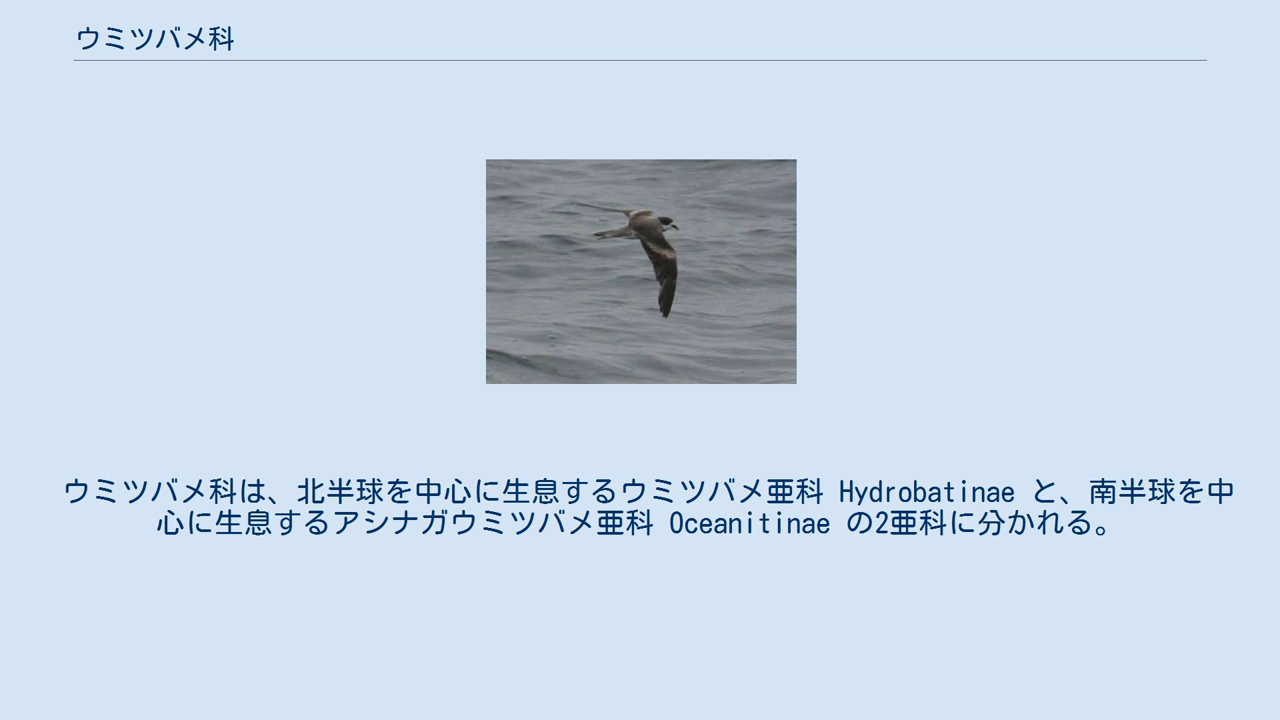 ウミツバメ科
ウミツバメ科は、北半球を中心に生息するウミツバメ亜科 Hydrobatinae と、南半球を中
心に生息するアシナガウミツバメ亜科 Oceanitinae の2亜科に分かれる。